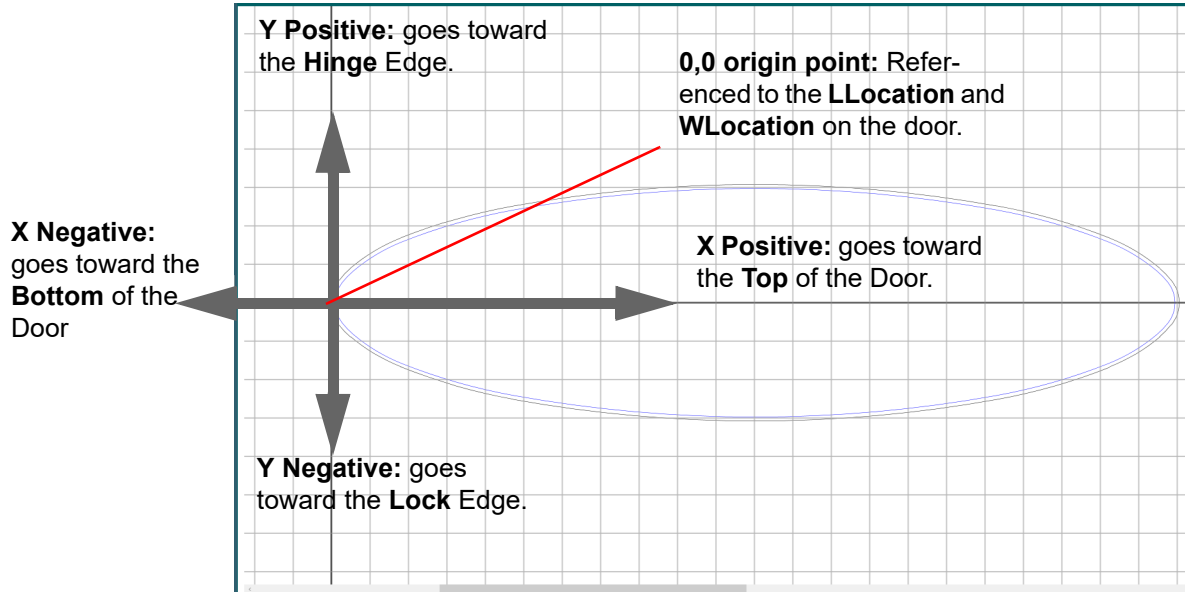 Y Positive: goes toward
the Hinge Edge.
0,0 origin point: Refer-
enced to the LLocation and
WLocation on the door.
X Negative:
goes toward the
Bottom of the
Door
X Positive: goes toward
the Top of the Door.
Y Negative: goes
toward the Lock Edge.